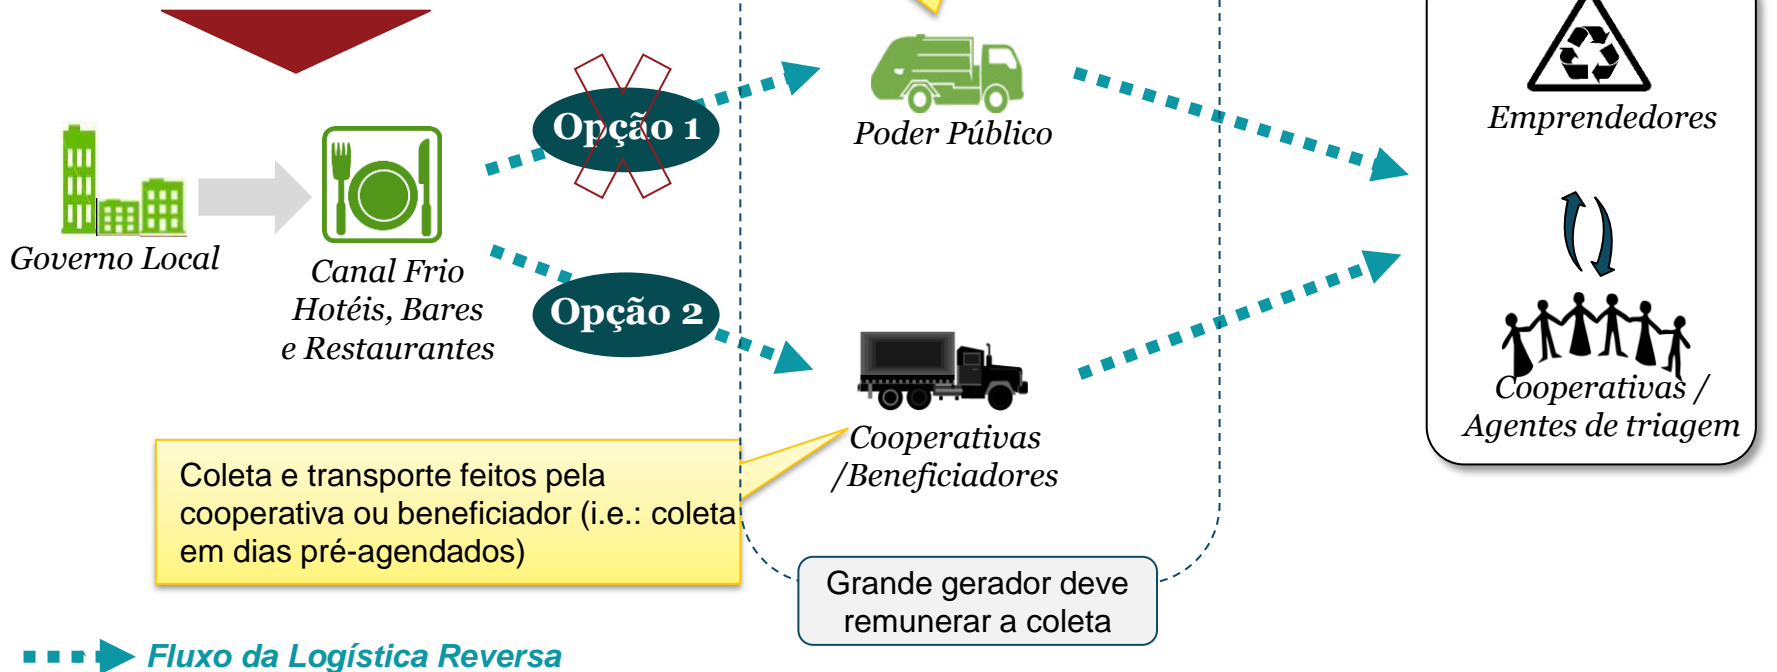 Opção 1
Poder Público
Emprendedores
Governo Local
Canal Frio
Hotéis, Bares
e Restaurantes
Opção 2
Cooperativas
/Beneficiadores
Cooperativas /
Agentes de triagem
Coleta e transporte feitos pela
cooperativa ou beneficiador (i.e.: coleta
em dias pré-agendados)
Grande gerador deve
remunerar a coleta
Fluxo da Logística Reversa